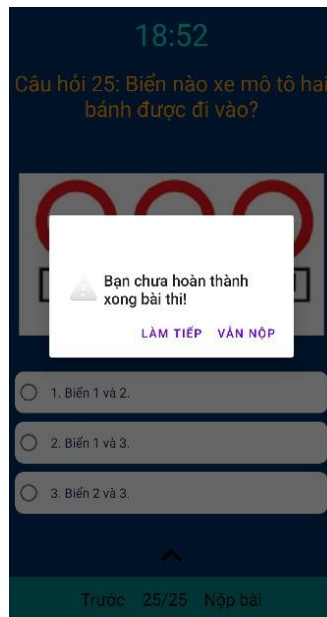 18:52
Câu hỏi 25: Biển nào xe mô tô hai
bánh được đi vào?
Bạn chưa hoàn thành
xong bài thi!
LÀM TIẾP VẪN NỘP
1. Biển 1 và 2.
2. Biển 1 và 3.
3. Biển 2 và 3.
Trước 25/25 Nộp bài